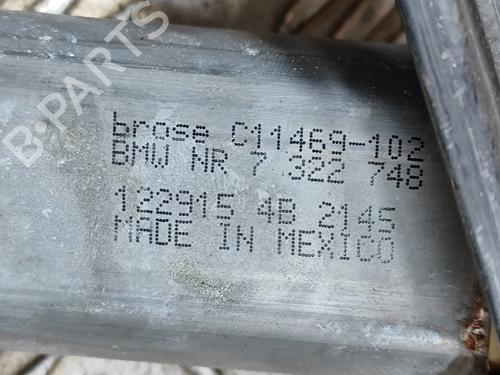 B-PARTS
brose C11469-102
BMW NR 7 322 748
122915 4B 2145
MADE IN MEXICO